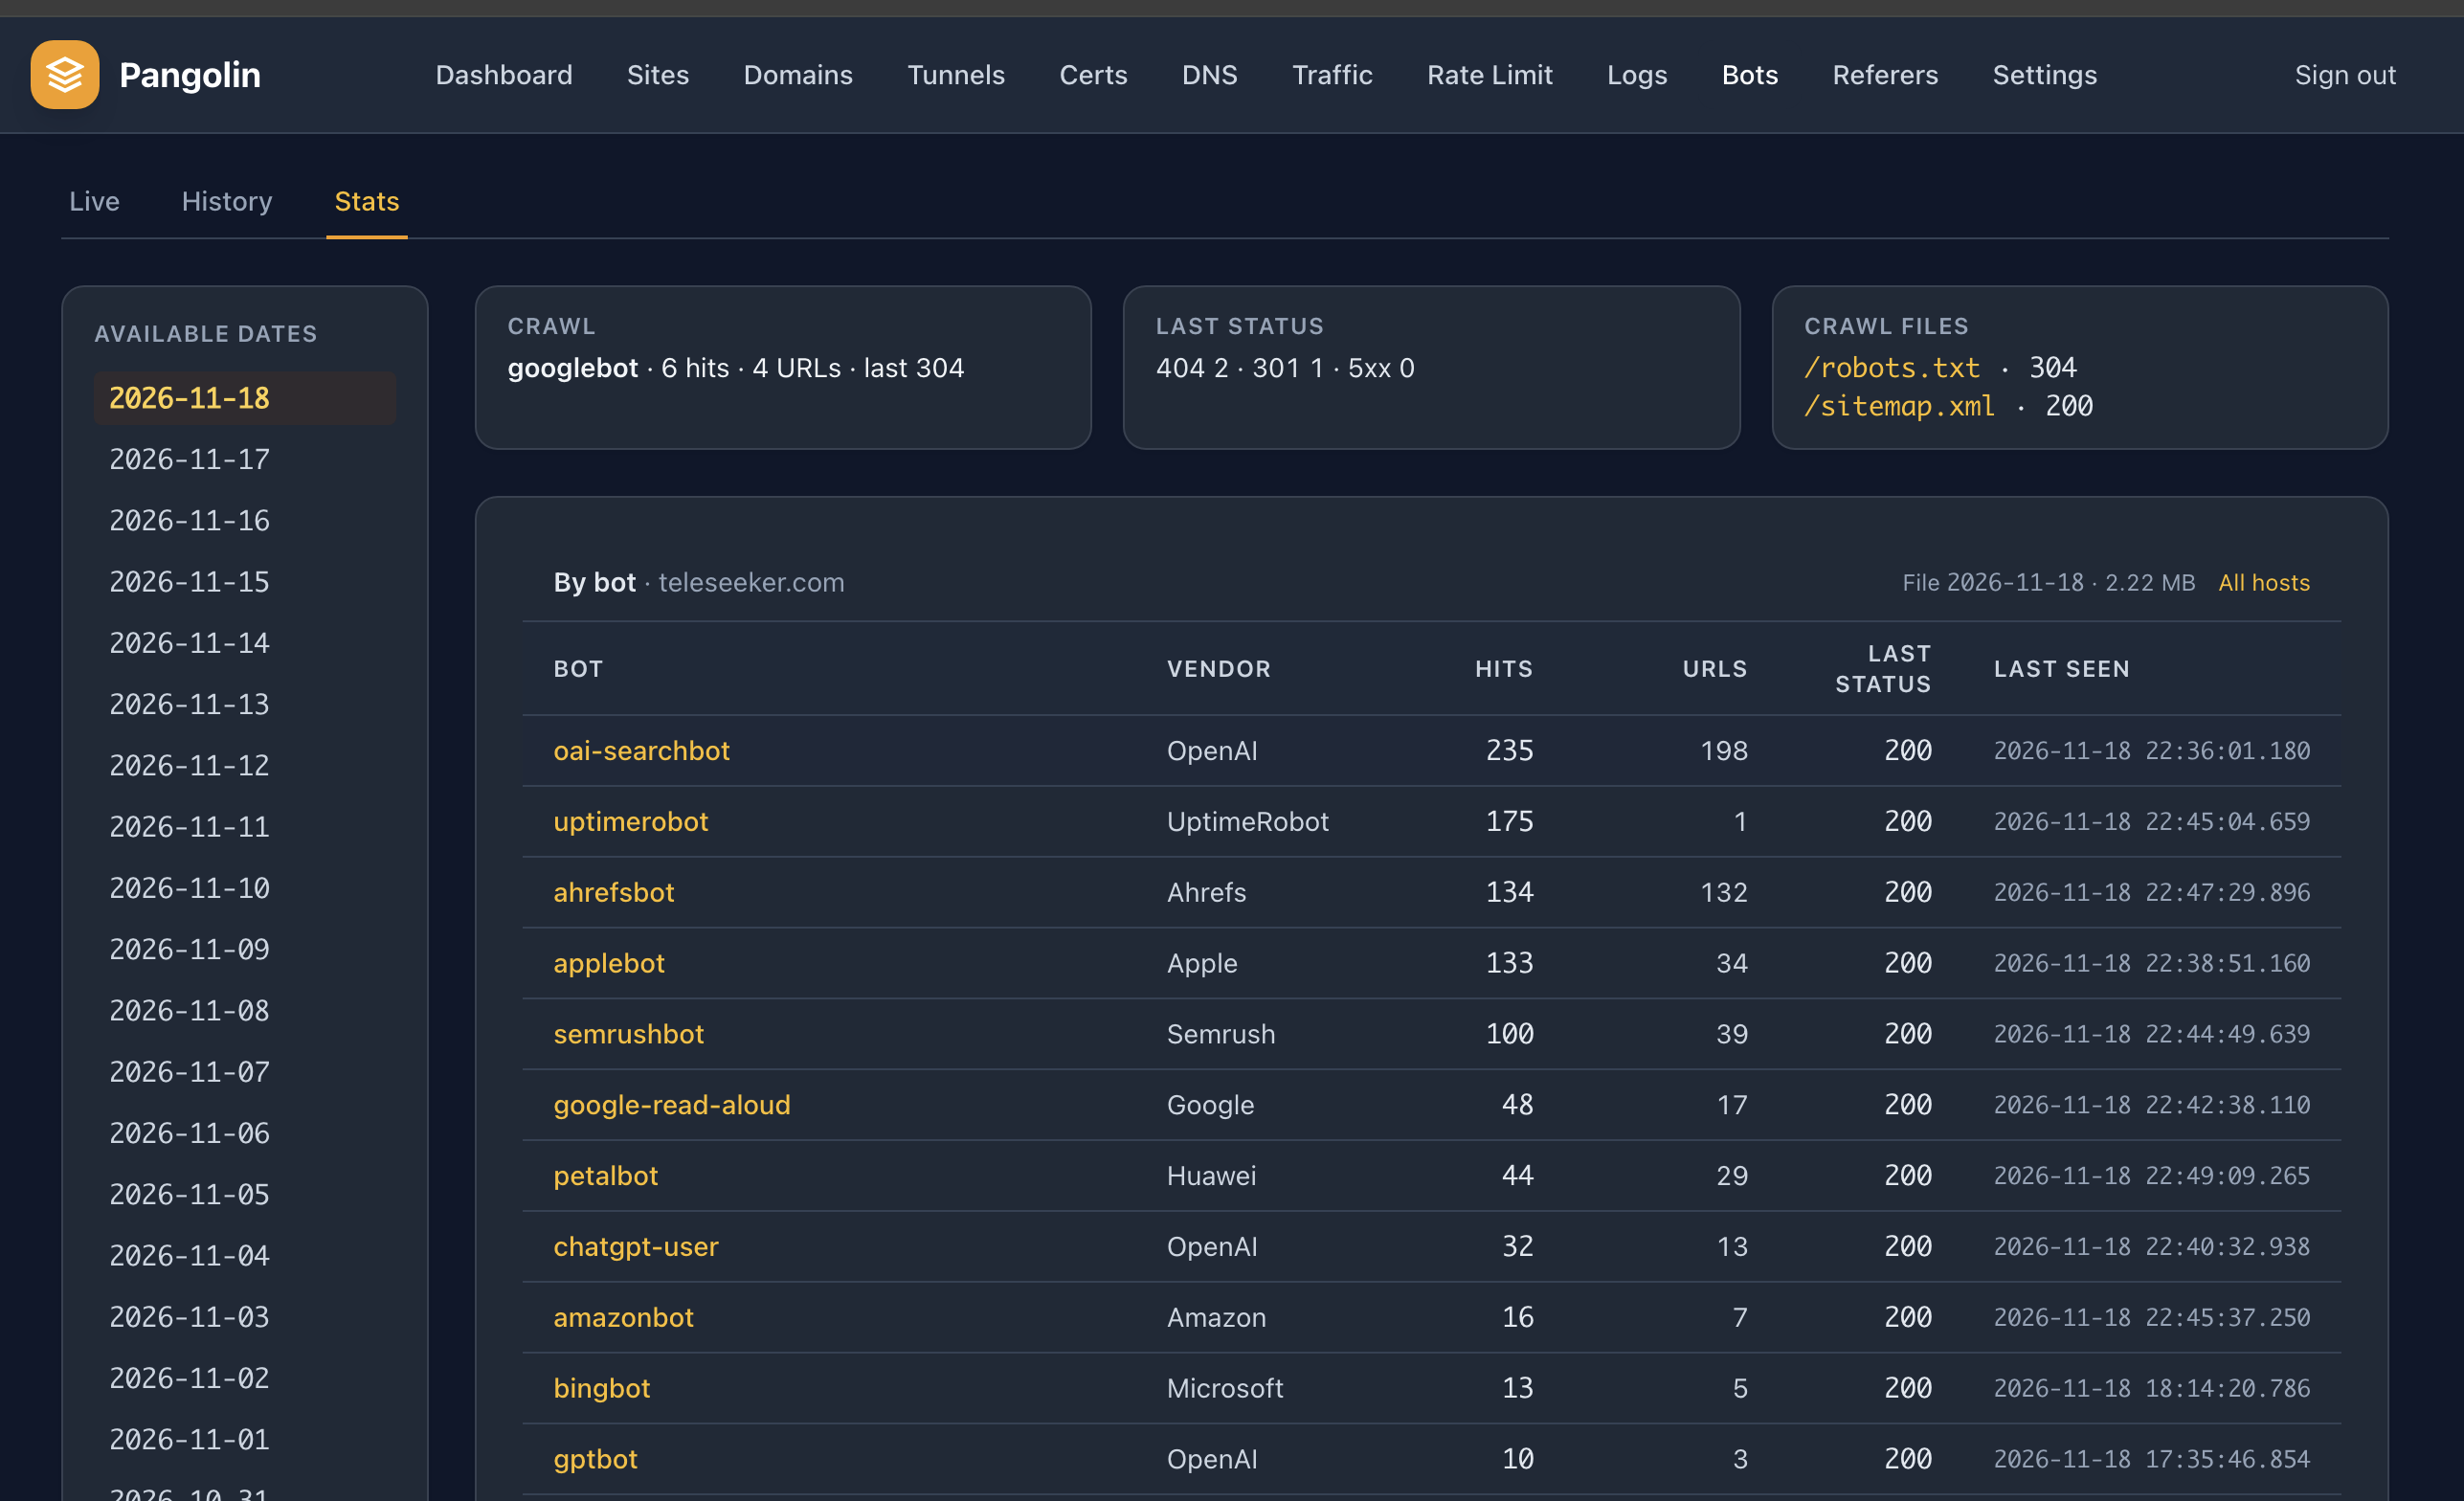 Pangolin
Dashboard Sites Domains Tunnels Certs DNS Traffic Rate Limit Logs Bots Referers Settings Sign out
Live History Stats
AVAILABLE DATES
2026-11-18
2026-11-17
2026-11-16
2026-11-15
2026-11-14
2026-11-13
2026-11-12
2026-11-11
2026-11-10
2026-11-09
2026-11-08
2026-11-07
2026-11-06
2026-11-05
2026-11-04
2026-11-03
2026-11-02
2026-11-01
2026-10-31
CRAWL
googlebot · 6 hits · 4 URLs · last 304
LAST STATUS
404 2 · 301 1 · 5xx 0
CRAWL FILES
/robots.txt · 304
/sitemap.xml · 200
By bot · teleseeker.com File 2026-11-18 · 2.22 MB All hosts
BOT VENDOR HITS URLS LAST STATUS LAST SEEN
oai-searchbot OpenAI 235 198 200 2026-11-18 22:36:01.180
uptimerobot UptimeRobot 175 1 200 2026-11-18 22:45:04.659
ahrefsbot Ahrefs 134 132 200 2026-11-18 22:47:29.896
applebot Apple 133 34 200 2026-11-18 22:38:51.160
semrushbot Semrush 100 39 200 2026-11-18 22:44:49.639
google-read-aloud Google 48 17 200 2026-11-18 22:42:38.110
petalbot Huawei 44 29 200 2026-11-18 22:49:09.265
chatgpt-user OpenAI 32 13 200 2026-11-18 22:40:32.938
amazonbot Amazon 16 7 200 2026-11-18 22:45:37.250
bingbot Microsoft 13 5 200 2026-11-18 18:14:20.786
gptbot OpenAI 10 3 200 2026-11-18 17:35:46.854